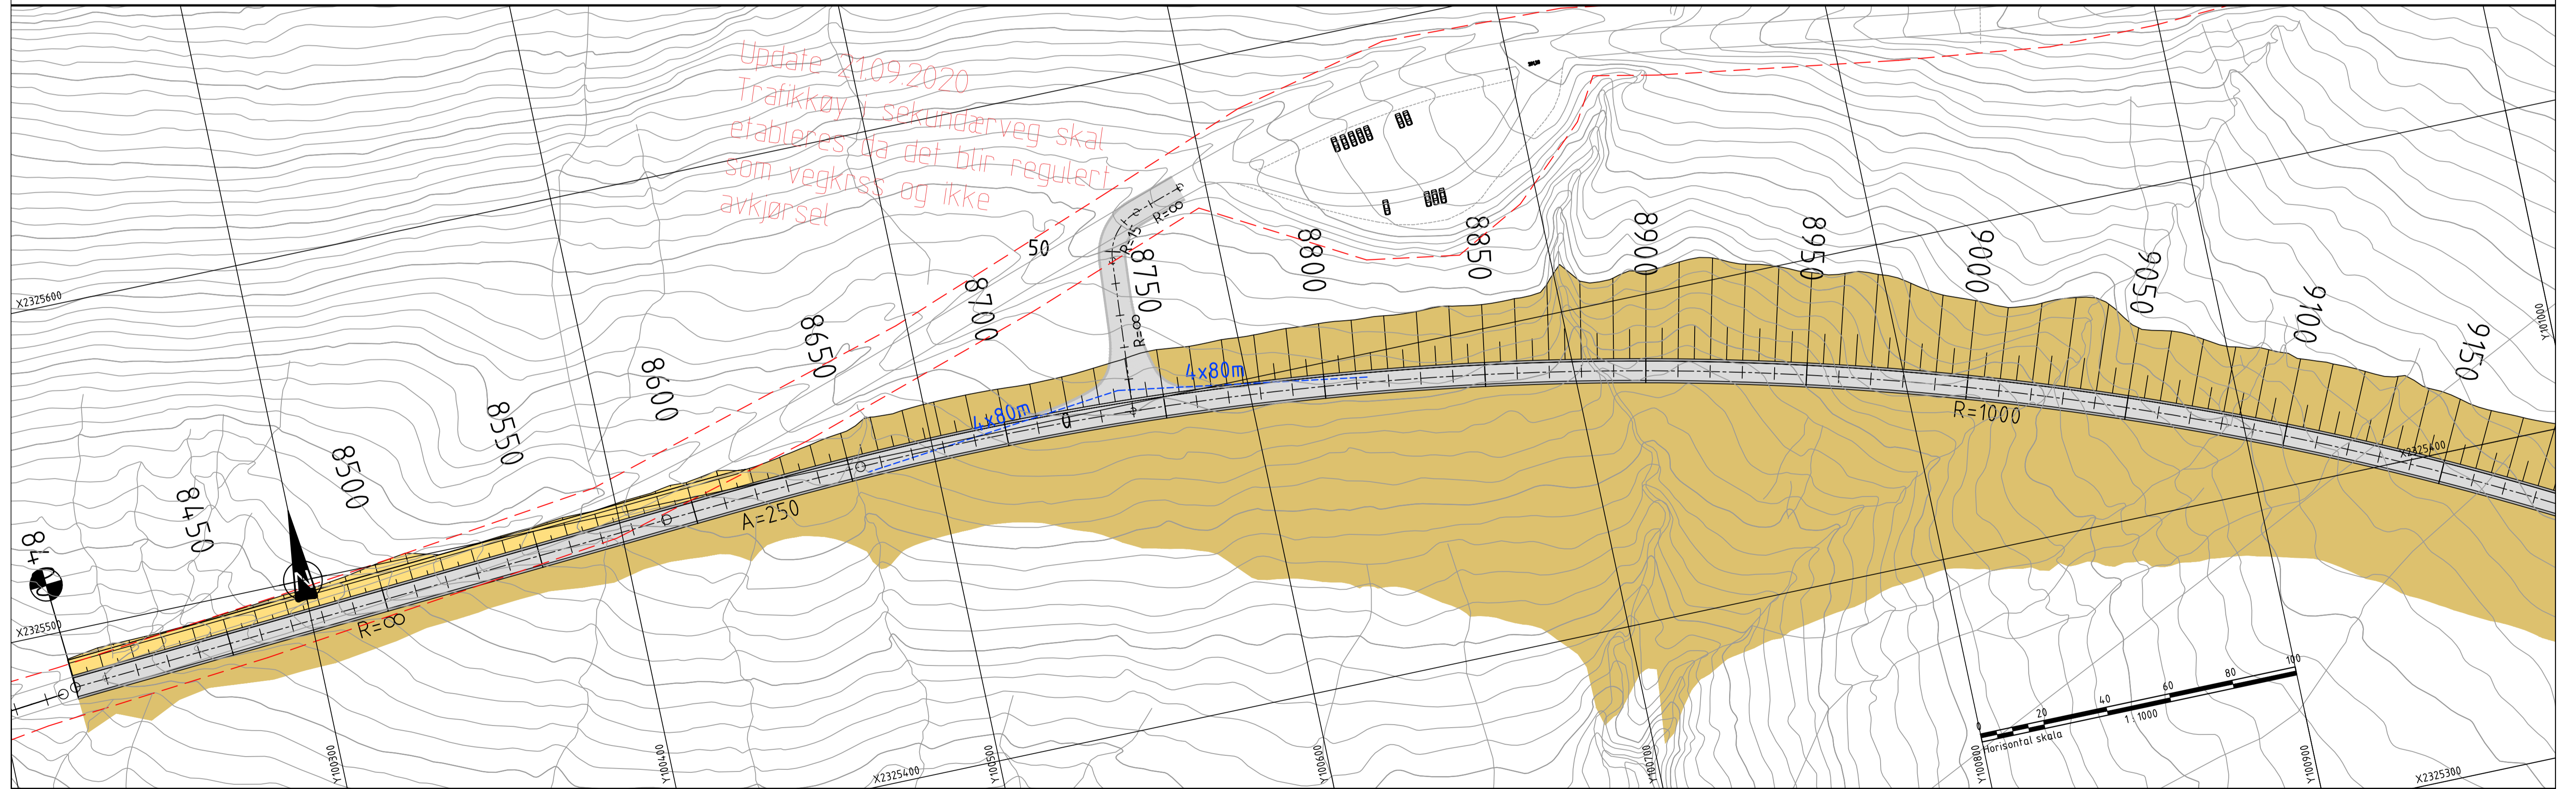 Update 21.09.2020
Trafikkøy i sekundærveg skal
etableres da det blir regulert
som vegkrss og ikke
avkjørsel
50
8450
8500
8550
8600
8650
8700
8750
8800
8850
8900
8950
9000
9050
9100
9150
R=∞
R=15
R=∞
4x80m
4x80m
0
A=250
R=∞
R=1000
N
X2325600
X2325500
X2325400
X2325400
X2325300
Y100300
Y100400
Y100500
Y100600
Y100700
Y100800
Y100900
Y101000
0 20 40 60 80 100
1:1000
Horisontal skala